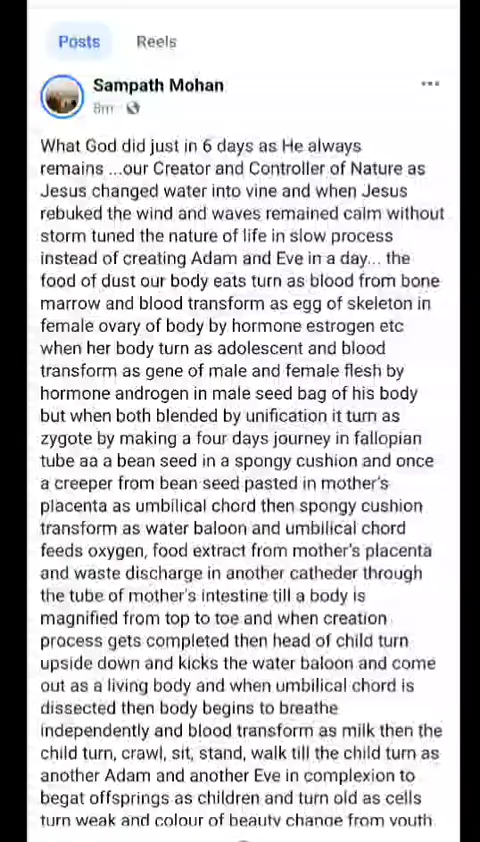 Posts Reels
Sampath Mohan
8m
What God did just in 6 days as He always
remains ...our Creator and Controller of Nature as
Jesus changed water into vine and when Jesus
rebuked the wind and waves remained calm without
storm tuned the nature of life in slow process
instead of creating Adam and Eve in a day... the
food of dust our body eats turn as blood from bone
marrow and blood transform as egg of skeleton in
female ovary of body by hormone estrogen etc
when her body turn as adolescent and blood
transform as gene of male and female flesh by
hormone androgen in male seed bag of his body
but when both blended by unification it turn as
zygote by making a four days journey in fallopian
tube aa a bean seed in a spongy cushion and once
a creeper from bean seed pasted in mother's
placenta as umbilical chord then spongy cushion
transform as water baloon and umbilical chord
feeds oxygen, food extract from mother's placenta
and waste discharge in another catheder through
the tube of mother's intestine till a body is
magnified from top to toe and when creation
process gets completed then head of child turn
upside down and kicks the water baloon and come
out as a living body and when umbilical chord is
dissected then body begins to breathe
independently and blood transform as milk then the
child turn, crawl, sit, stand, walk till the child turn as
another Adam and another Eve in complexion to
begat offsprings as children and turn old as cells
turn weak and colour of beauty change from youth